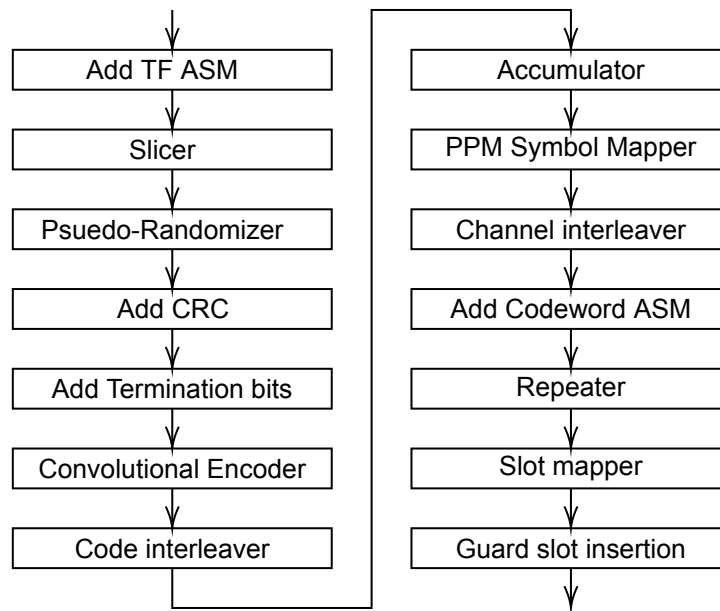 Add TF ASM
Slicer
Psuedo-Randomizer
Add CRC
Add Termination bits
Convolutional Encoder
Code interleaver
Accumulator
PPM Symbol Mapper
Channel interleaver
Add Codeword ASM
Repeater
Slot mapper
Guard slot insertion